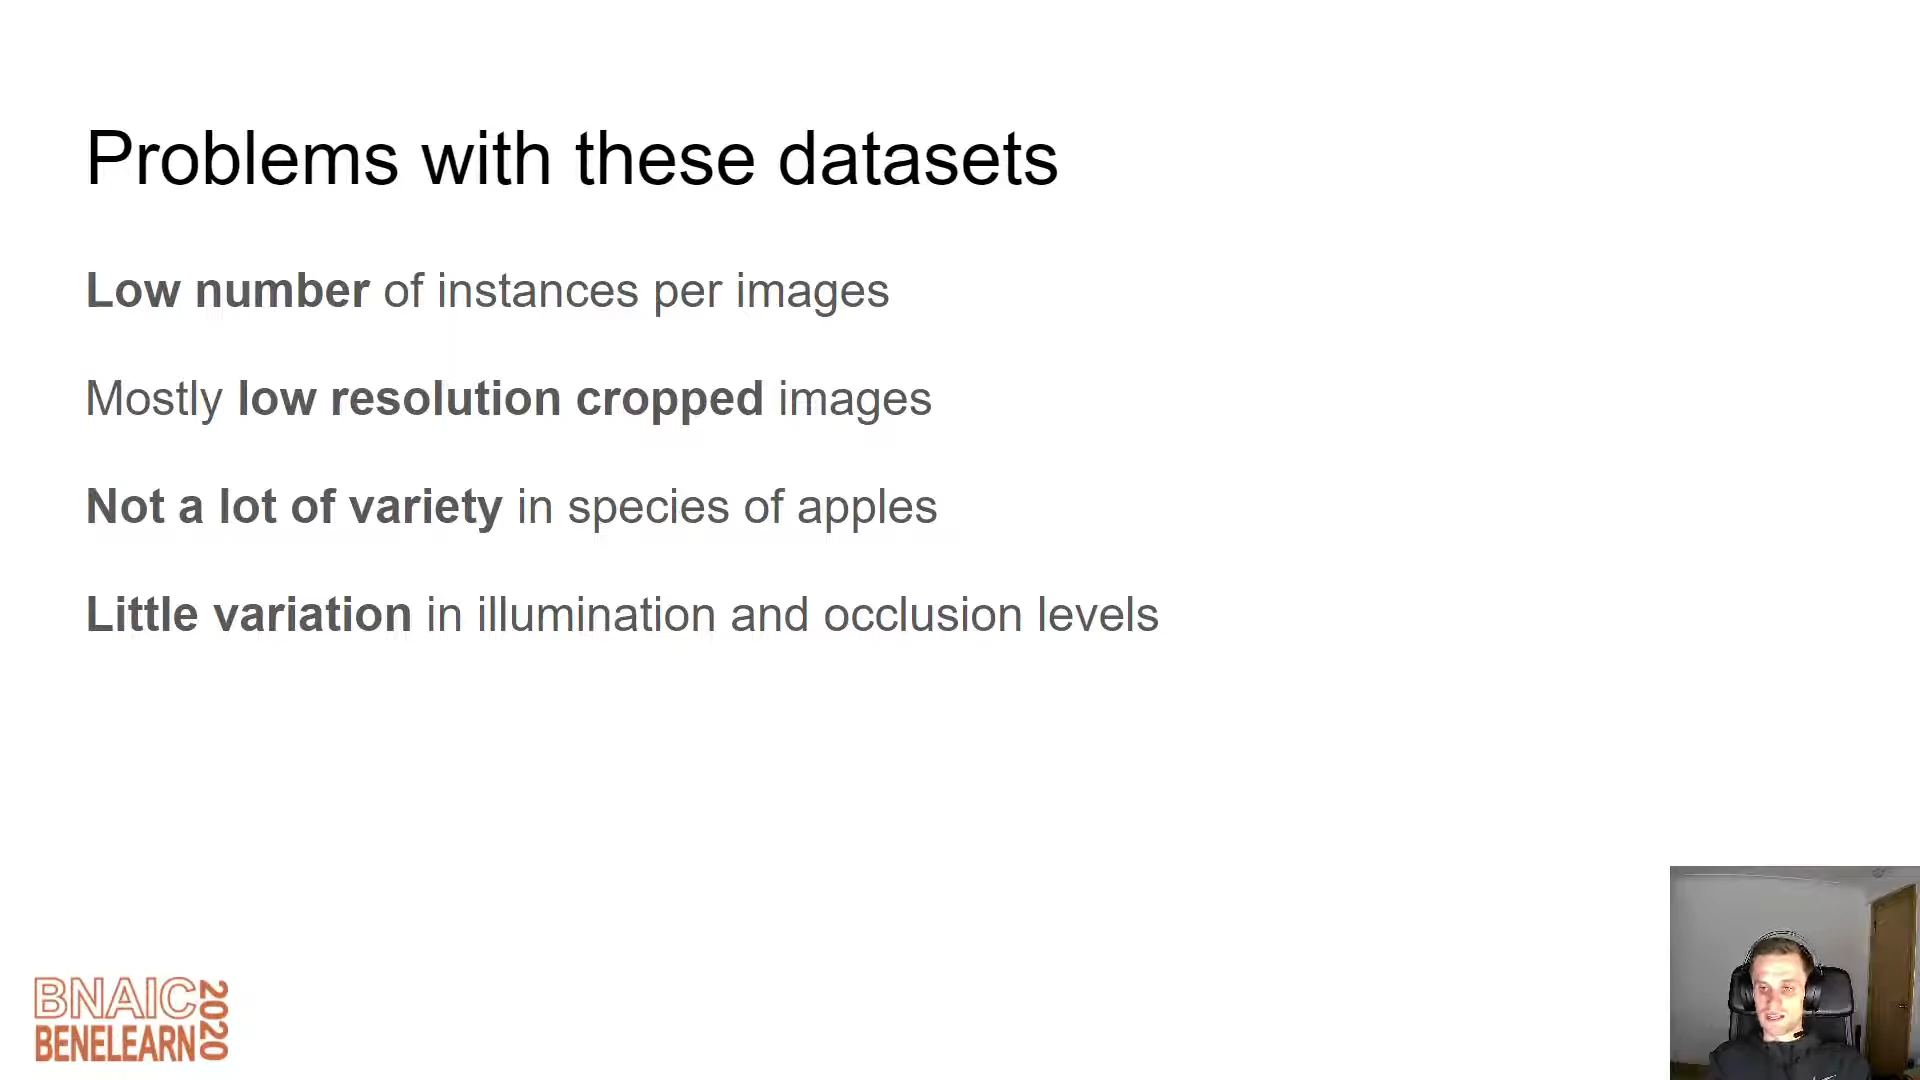 Problems with these datasets
Low number of instances per images
Mostly low resolution cropped images
Not a lot of variety in species of apples
Little variation in illumination and occlusion levels
BNAIC
BENELEARN
2020